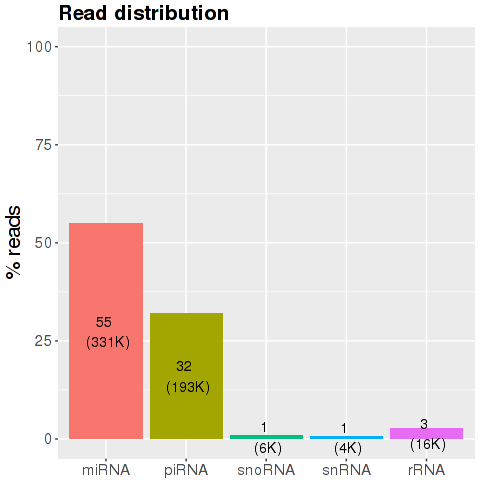 Read distribution
100
75
50
25
0
% reads
55
(331K)
32
(193K)
1
(6K)
1
(4K)
3
(16K)
miRNA
piRNA
snoRNA
snRNA
rRNA